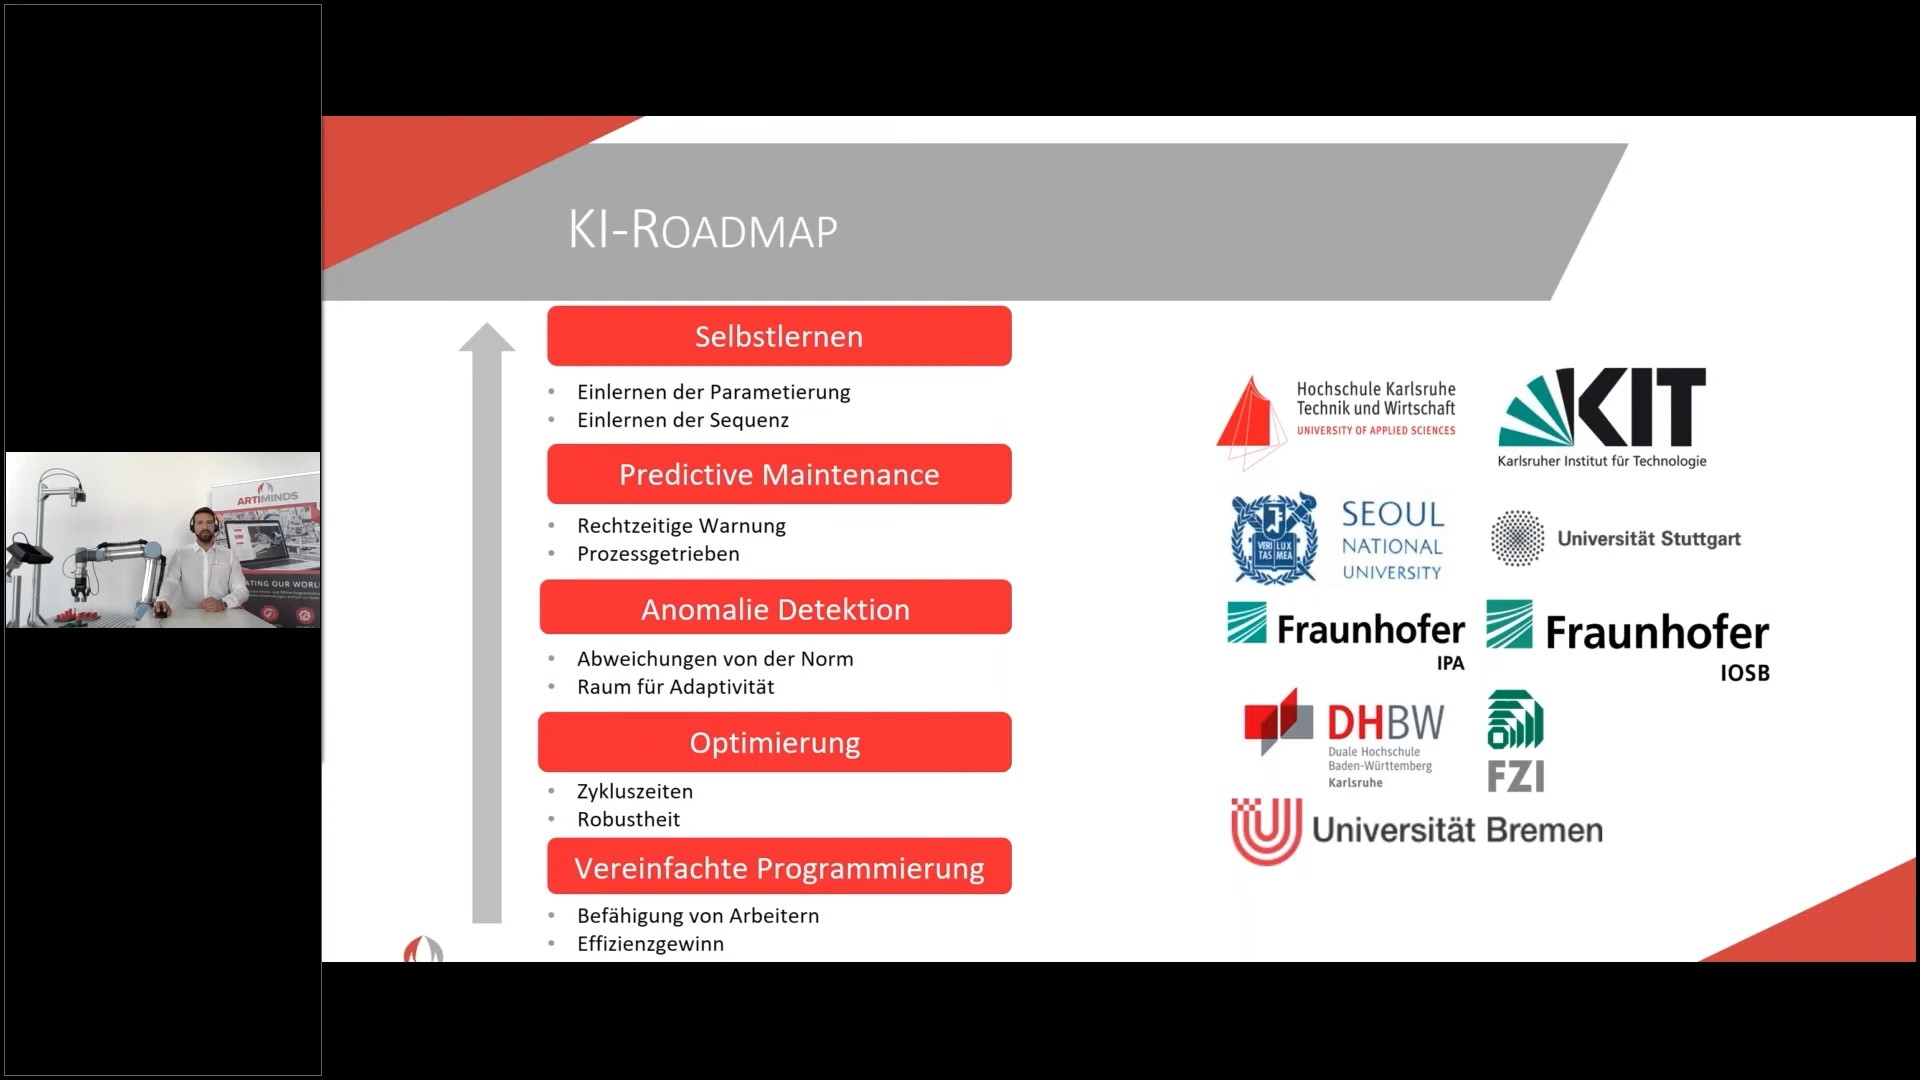 KI-ROADMAP
Selbstlernen
• Einlernen der Parametierung
• Einlernen der Sequenz
Predictive Maintenance
• Rechtzeitige Warnung
• Prozessgetrieben
Anomalie Detektion
• Abweichungen von der Norm
• Raum für Adaptivität
Optimierung
• Zykluszeiten
• Robustheit
Vereinfachte Programmierung
• Befähigung von Arbeitern
• Effizienzgewinn
Hochschule Karlsruhe
Technik und Wirtschaft
UNIVERSITY OF APPLIED SCIENCES
KIT
Karlsruher Institut für Technologie
VERI LUX
TAS MEA
SEOUL
NATIONAL
UNIVERSITY
Universität Stuttgart
Fraunhofer
IPA
Fraunhofer
IOSB
DHBW
Duale Hochschule
Baden-Württemberg
Karlsruhe
FZI
Universität Bremen
ARTIMINDS
ATING OUR WORL